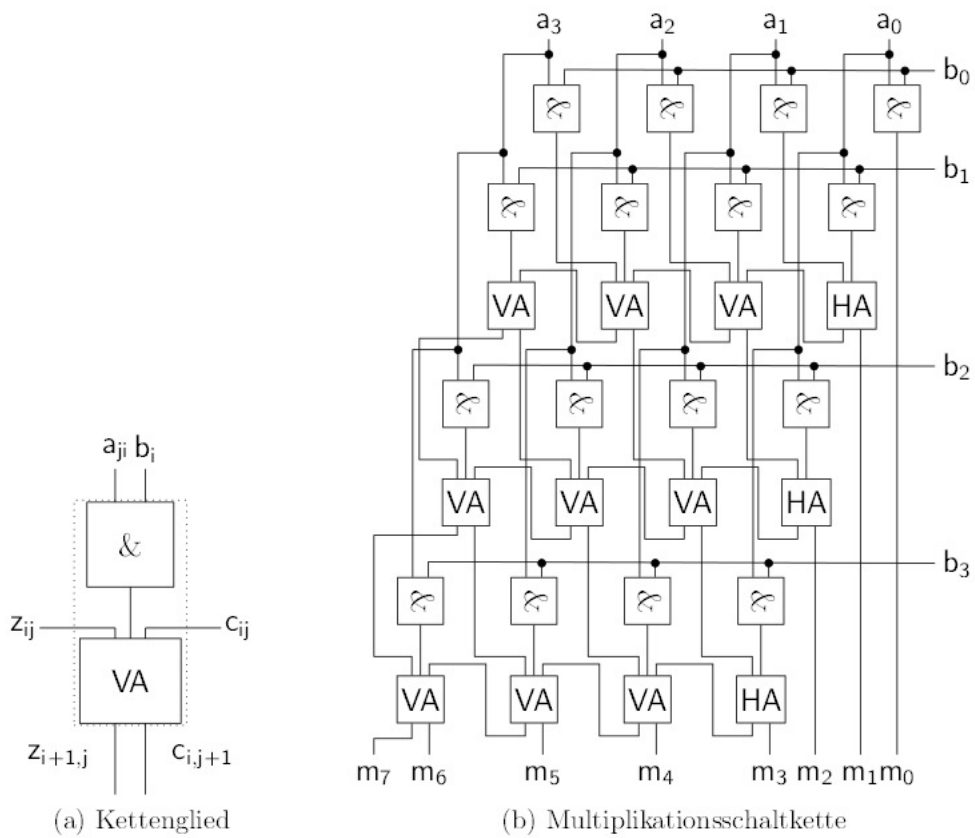 a3 a2 a1 a0
b0
& & & &
b1
& & & &
VA VA VA HA
b2
& & & &
VA VA VA HA
b3
& & & &
VA VA VA HA
m7 m6 m5 m4 m3 m2 m1 m0
aji bi
&
zij cij
VA
zi+1,j ci,j+1
(a) Kettenglied
(b) Multiplikationsschaltkette